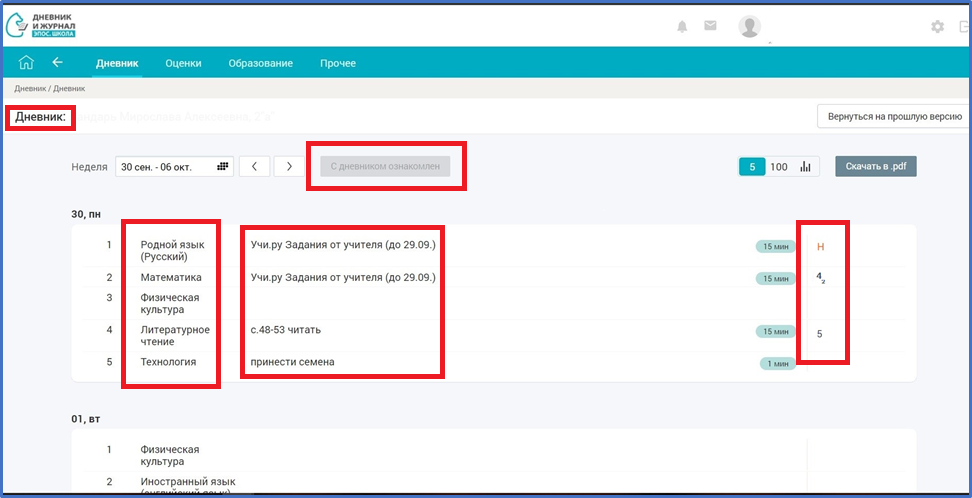 ДНЕВНИК
И ЖУРНАЛ
ЭПОС.ШКОЛА
Дневник Оценки Образование Прочее
Дневник / Дневник
Дневник:
Вернуться на прошлую версию
Неделя 30 сен. - 06 окт. С дневником ознакомлен 5 100 Скачать в .pdf
30, пн
1 Родной язык Учи.ру Задания от учителя (до 29.09.) 15 мин Н
(Русский)
2 Математика Учи.ру Задания от учителя (до 29.09.) 15 мин 4₂
3 Физическая
культура
4 Литературное с.48-53 читать 15 мин 5
чтение
5 Технология принести семена 1 мин
01, вт
1 Физическая
культура
2 Иностранный язык
(английский язык)